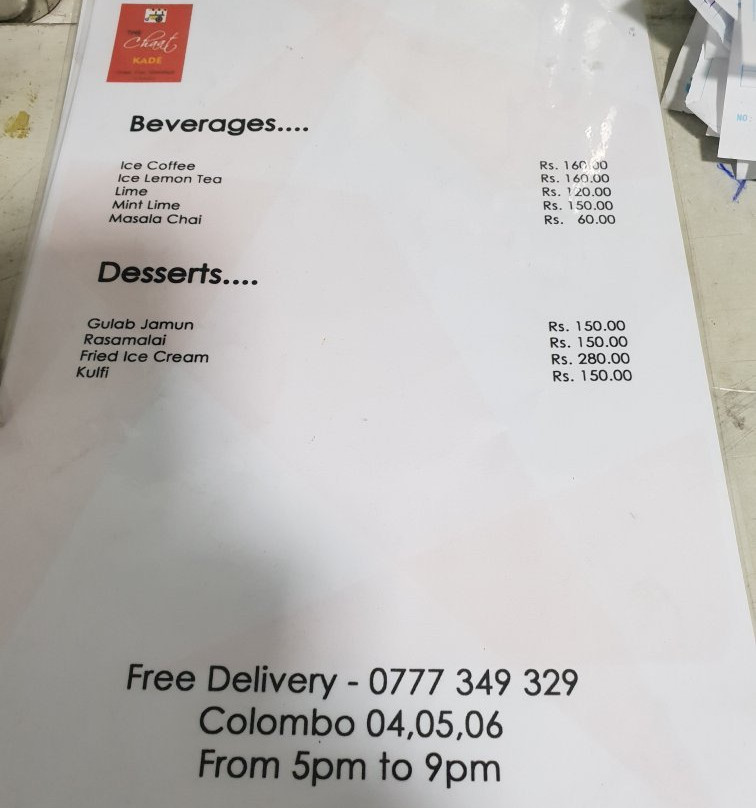 THE
Chaat
KADÉ
Beverages....
Ice Coffee Rs. 160.00
Ice Lemon Tea Rs. 160.00
Lime Rs. 120.00
Mint Lime Rs. 150.00
Masala Chai Rs. 60.00
Desserts....
Gulab Jamun Rs. 150.00
Rasamalai Rs. 150.00
Fried Ice Cream Rs. 280.00
Kulfi Rs. 150.00
Free Delivery - 0777 349 329
Colombo 04,05,06
From 5pm to 9pm
NO: